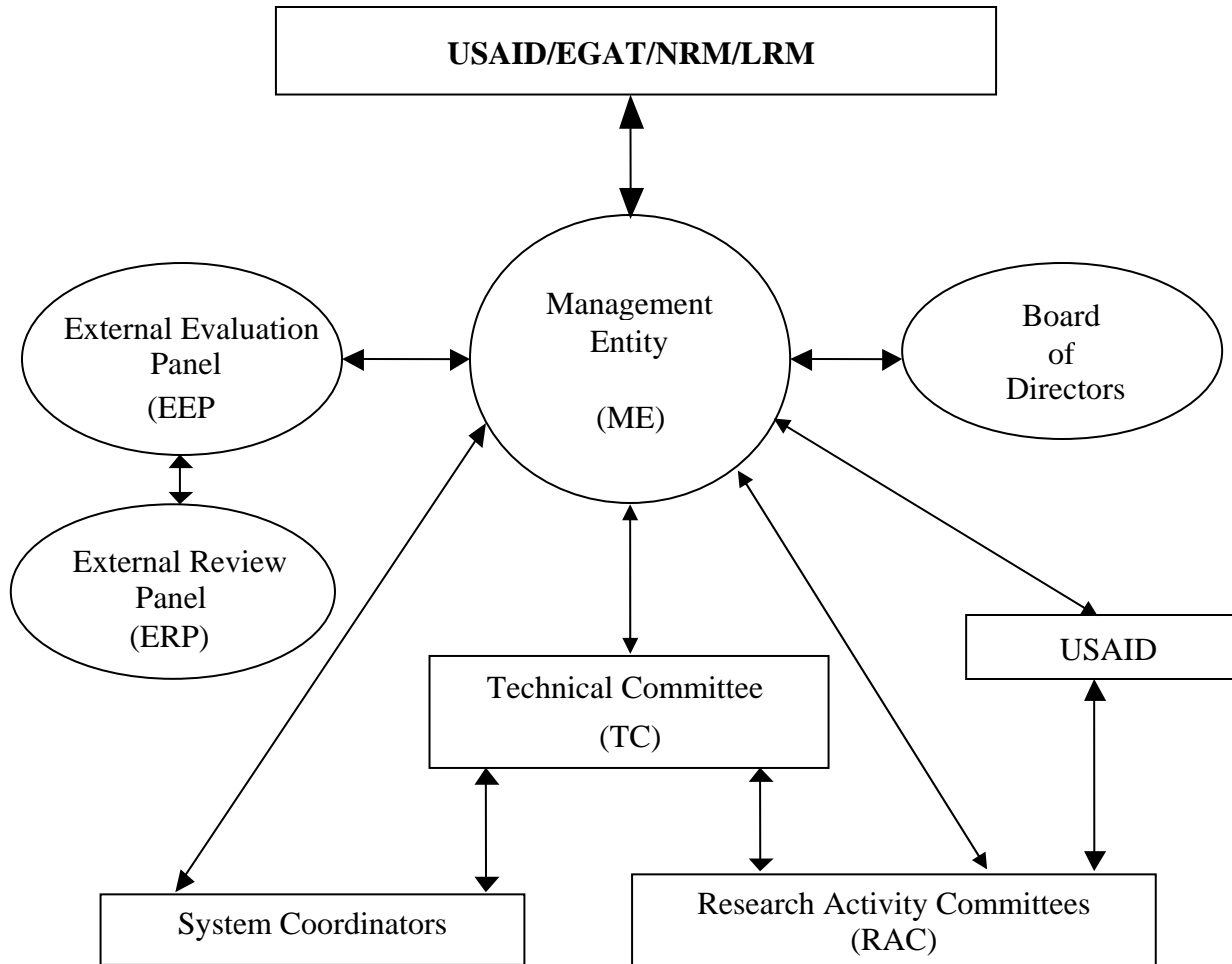 USAID/EGAT/NRM/LRM
Management
Entity
(ME)
External Evaluation
Panel
(EEP
Board
of
Directors
External Review
Panel
(ERP)
USAID
Technical Committee
(TC)
System Coordinators
Research Activity Committees
(RAC)